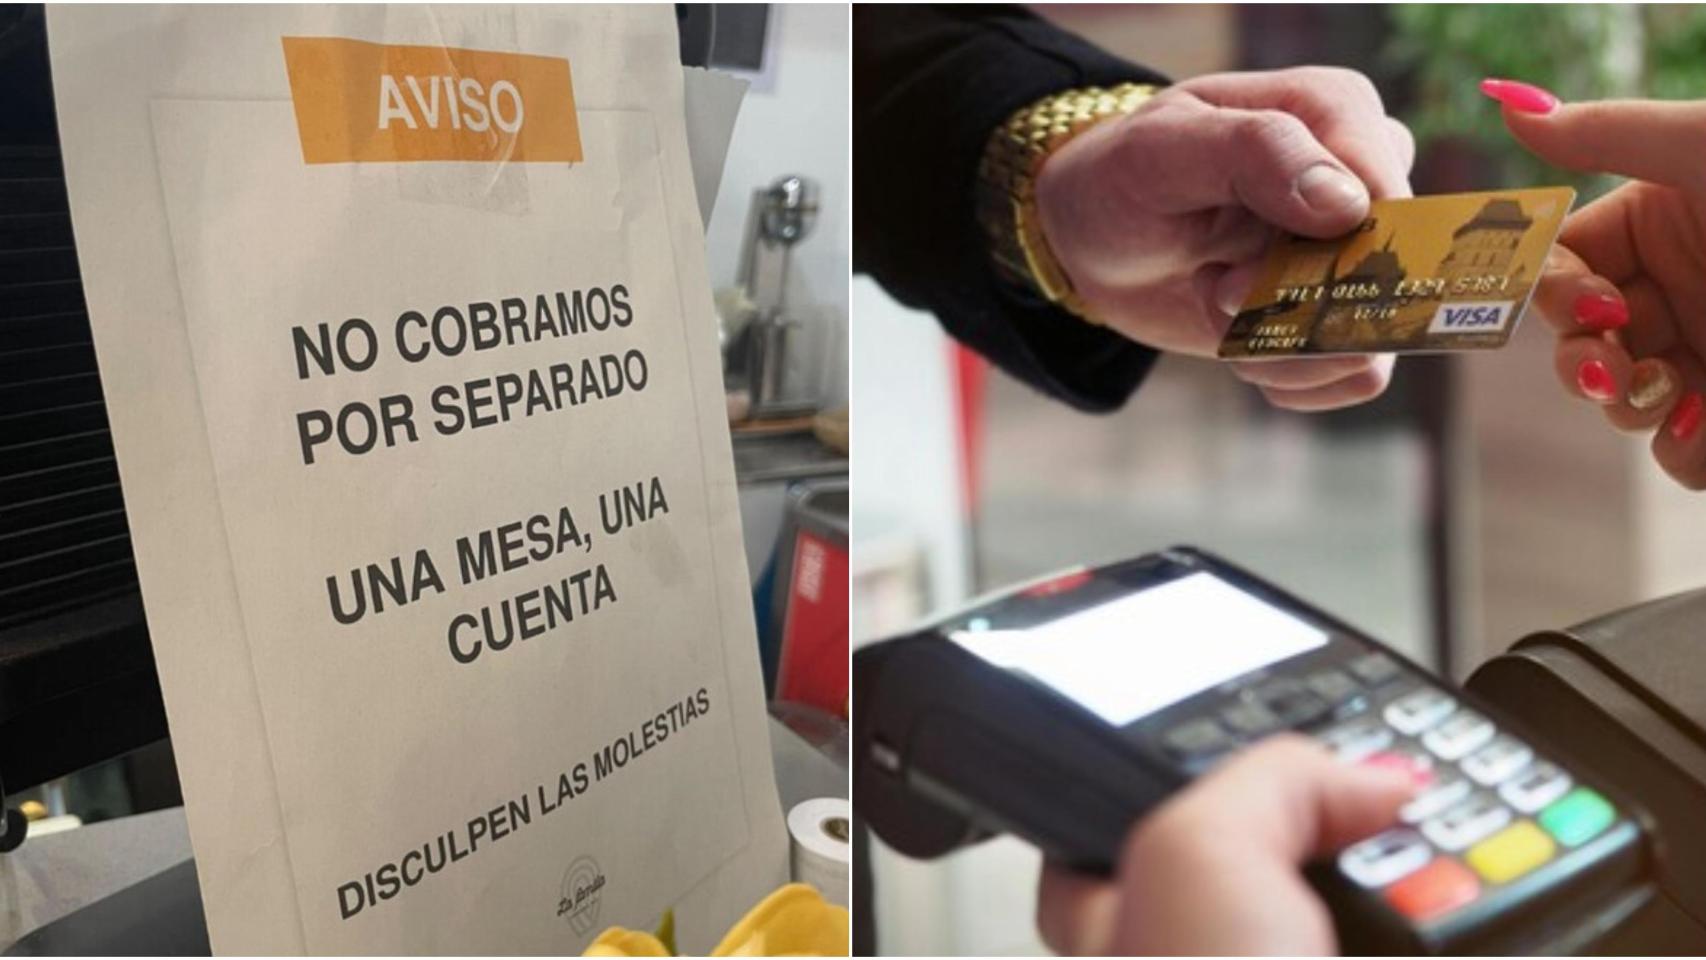 AVISO
NO COBRAMOS
POR SEPARADO
UNA MESA, UNA
CUENTA
DISCULPEN LAS MOLESTIAS
VISA